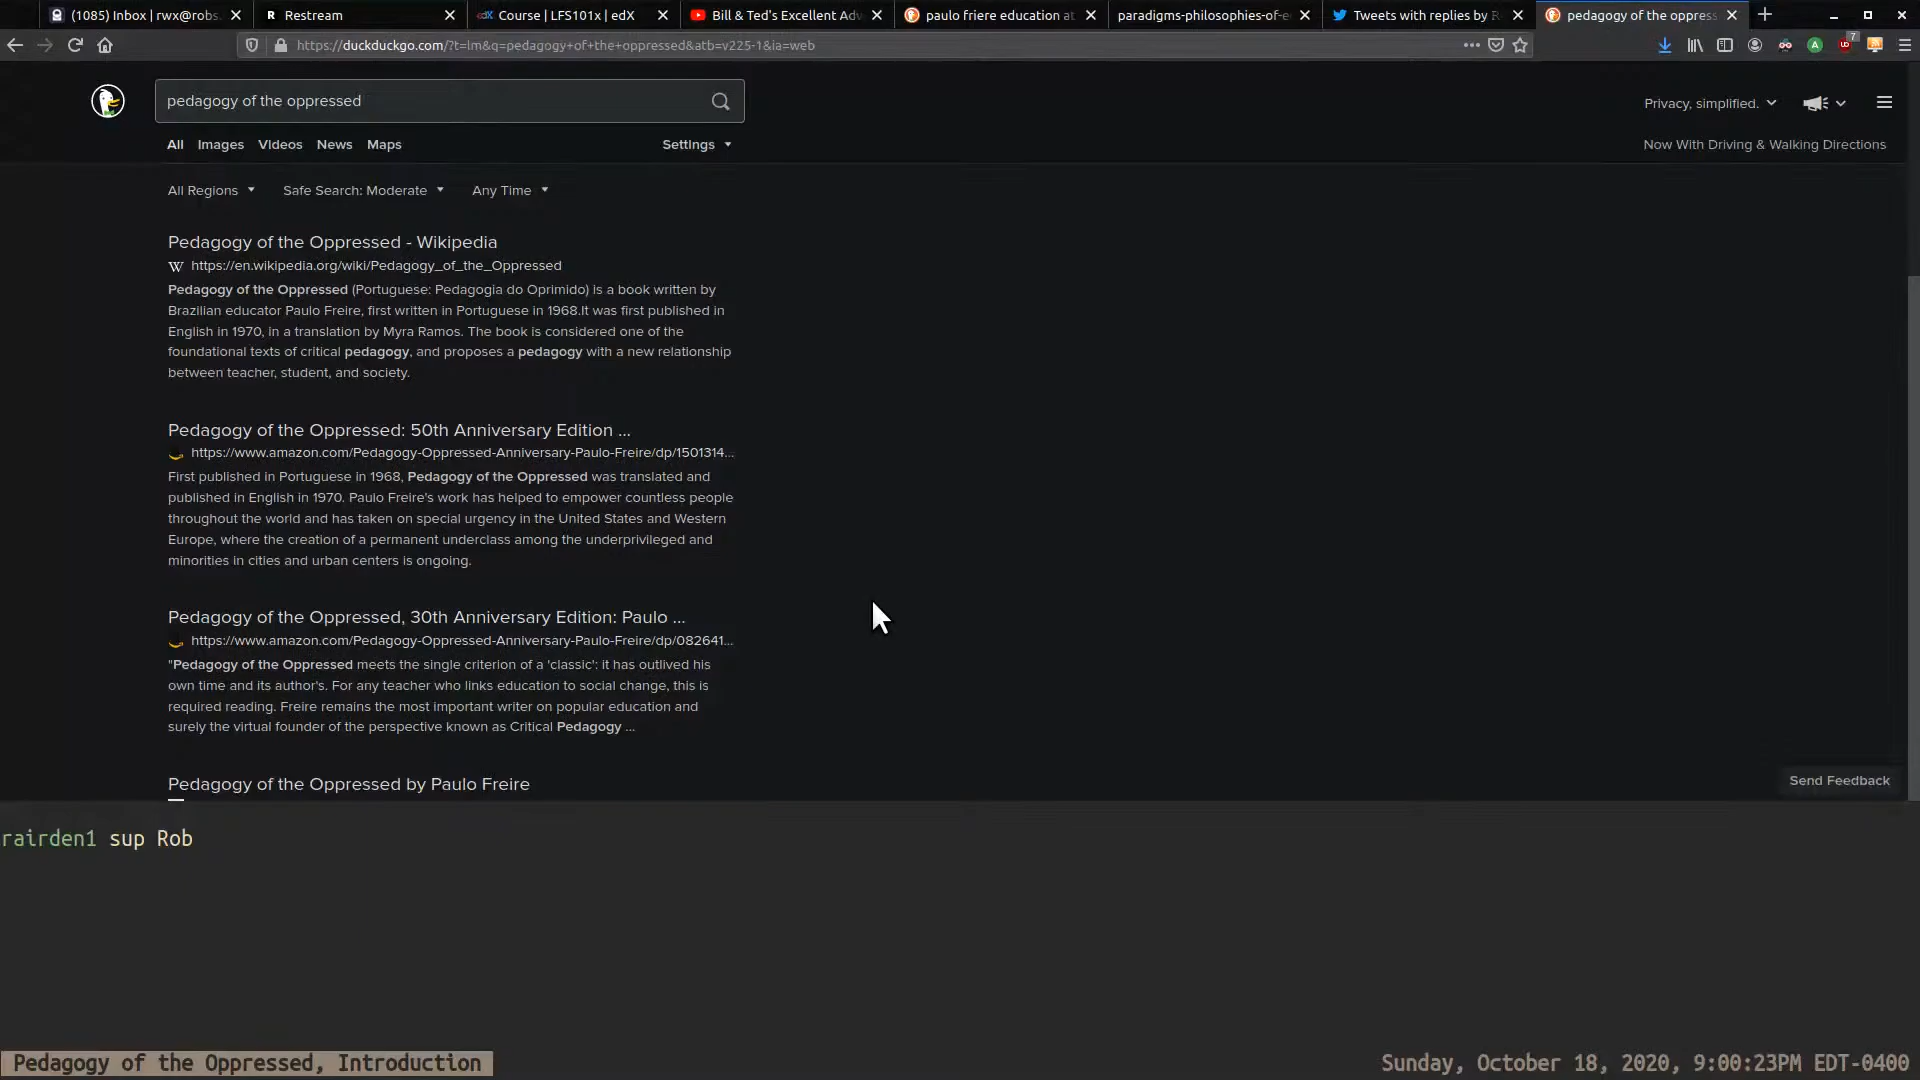 (1085) Inbox | rwx@robs.
Restream
Course | LFS101x | edX
Bill & Ted's Excellent Adv
paulo friere education at
paradigms-philosophies-of-e
Tweets with replies by R
pedagogy of the oppress
https://duckduckgo.com/?t=lm&q=pedagogy+of+the+oppressed&atb=v225-1&ia=web
7
pedagogy of the oppressed
Privacy, simplified.
All Images Videos News Maps Settings
Now With Driving & Walking Directions
All Regions Safe Search: Moderate Any Time
Pedagogy of the Oppressed - Wikipedia
W https://en.wikipedia.org/wiki/Pedagogy_of_the_Oppressed
Pedagogy of the Oppressed (Portuguese: Pedagogia do Oprimido) is a book written by
Brazilian educator Paulo Freire, first written in Portuguese in 1968.It was first published in
English in 1970, in a translation by Myra Ramos. The book is considered one of the
foundational texts of critical pedagogy, and proposes a pedagogy with a new relationship
between teacher, student, and society.
Pedagogy of the Oppressed: 50th Anniversary Edition ...
https://www.amazon.com/Pedagogy-Oppressed-Anniversary-Paulo-Freire/dp/1501314...
First published in Portuguese in 1968, Pedagogy of the Oppressed was translated and
published in English in 1970. Paulo Freire's work has helped to empower countless people
throughout the world and has taken on special urgency in the United States and Western
Europe, where the creation of a permanent underclass among the underprivileged and
minorities in cities and urban centers is ongoing.
Pedagogy of the Oppressed, 30th Anniversary Edition: Paulo ...
https://www.amazon.com/Pedagogy-Oppressed-Anniversary-Paulo-Freire/dp/082641...
"Pedagogy of the Oppressed meets the single criterion of a 'classic': it has outlived his
own time and its author's. For any teacher who links education to social change, this is
required reading. Freire remains the most important writer on popular education and
surely the virtual founder of the perspective known as Critical Pedagogy ...
Pedagogy of the Oppressed by Paulo Freire
Send Feedback
rairden1 sup Rob
Pedagogy of the Oppressed, Introduction
Sunday, October 18, 2020, 9:00:23PM EDT-0400